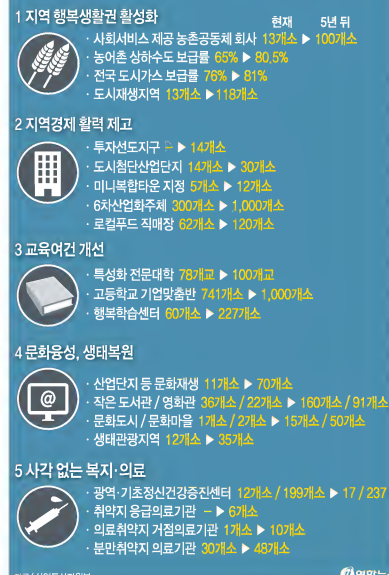 1 지역 행복생활권 활성화
현재 5년 뒤
· 사회서비스 제공 농촌공동체 회사 13개소 ▶ 100개소
· 농어촌 상하수도 보급률 65% ▶ 80.5%
· 전국 도시가스 보급률 76% ▶ 81%
· 도시재생지역 13개소 ▶ 118개소
2 지역경제 활력 제고
· 투자선도지구 ▶ 14개소
· 도시첨단산업단지 14개소 ▶ 30개소
· 미니복합타운 지정 5개소 ▶ 12개소
· 6차산업화주체 300개소 ▶ 1,000개소
· 로컬푸드 직매장 62개소 ▶ 120개소
3 교육여건 개선
· 특성화 전문대학 78개교 ▶ 100개교
· 고등학교 기업맞춤반 741개소 ▶ 1,000개소
· 행복학습센터 60개소 ▶ 227개소
4 문화융성, 생태복원
@
· 산업단지 등 문화재생 11개소 ▶ 70개소
· 작은 도서관 / 영화관 36개소 / 22개소 ▶ 160개소 / 91개소
· 문화도시 / 문화마을 1개소 / 2개소 ▶ 15개소 / 50개소
· 생태관광지역 12개소 ▶ 35개소
5 사각 없는 복지·의료
· 광역·기초정신건강증진센터 12개소 / 199개소 ▶ 17 / 237
· 취약지 응급의료기관 – ▶ 6개소
· 의료취약지 거점의료기관 1개소 ▶ 10개소
· 분만취약지 의료기관 30개소 ▶ 48개소